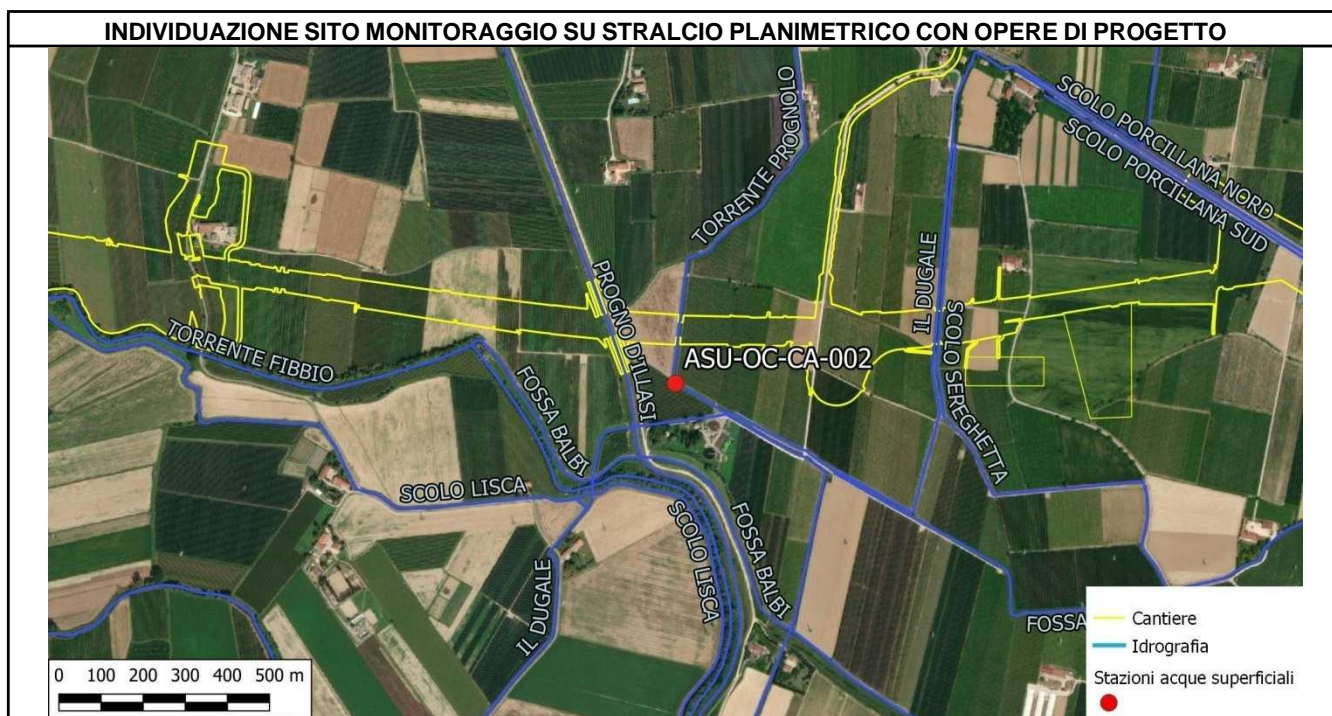 INDIVIDUAZIONE SITO MONITORAGGIO SU STRALCIO PLANIMETRICO CON OPERE DI PROGETTO
SCOLO PORCILLANA NORD
SCOLO PORCILLANA SUD
TORRENTE PROGNOLO
IL DUGALE
PROGNO D'ILLASI
SCOLO SEREGHETTA
TORRENTE FIBBIO
ASU-OC-CA-002
FOSSA BALBI
SCOLO LISCA
FOSSA BALBI
SCOLO LISCA
IL DUGALE
FOSSA
Cantiere
Idrografia
Stazioni acque superficiali
0 100 200 300 400 500 m